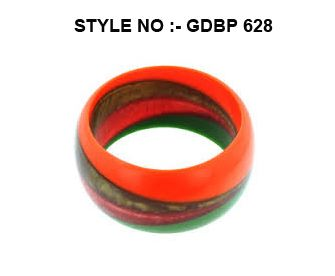 STYLE NO :- GDBP 628